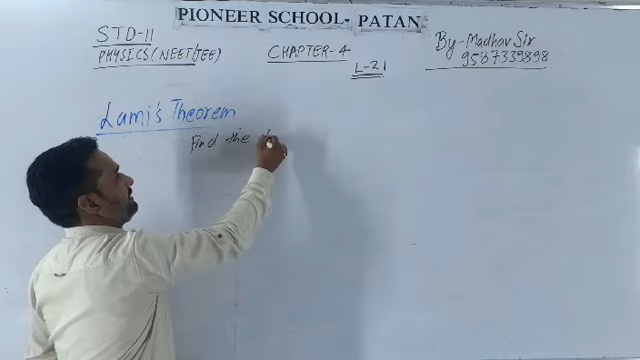 PIONEER SCHOOL- PATAN
STD-11
PHYSICS(NEET/JEE)
CHAPTER-4
L-21
By-Madhav Sir
9587339898
Lami's Theorem
Find the